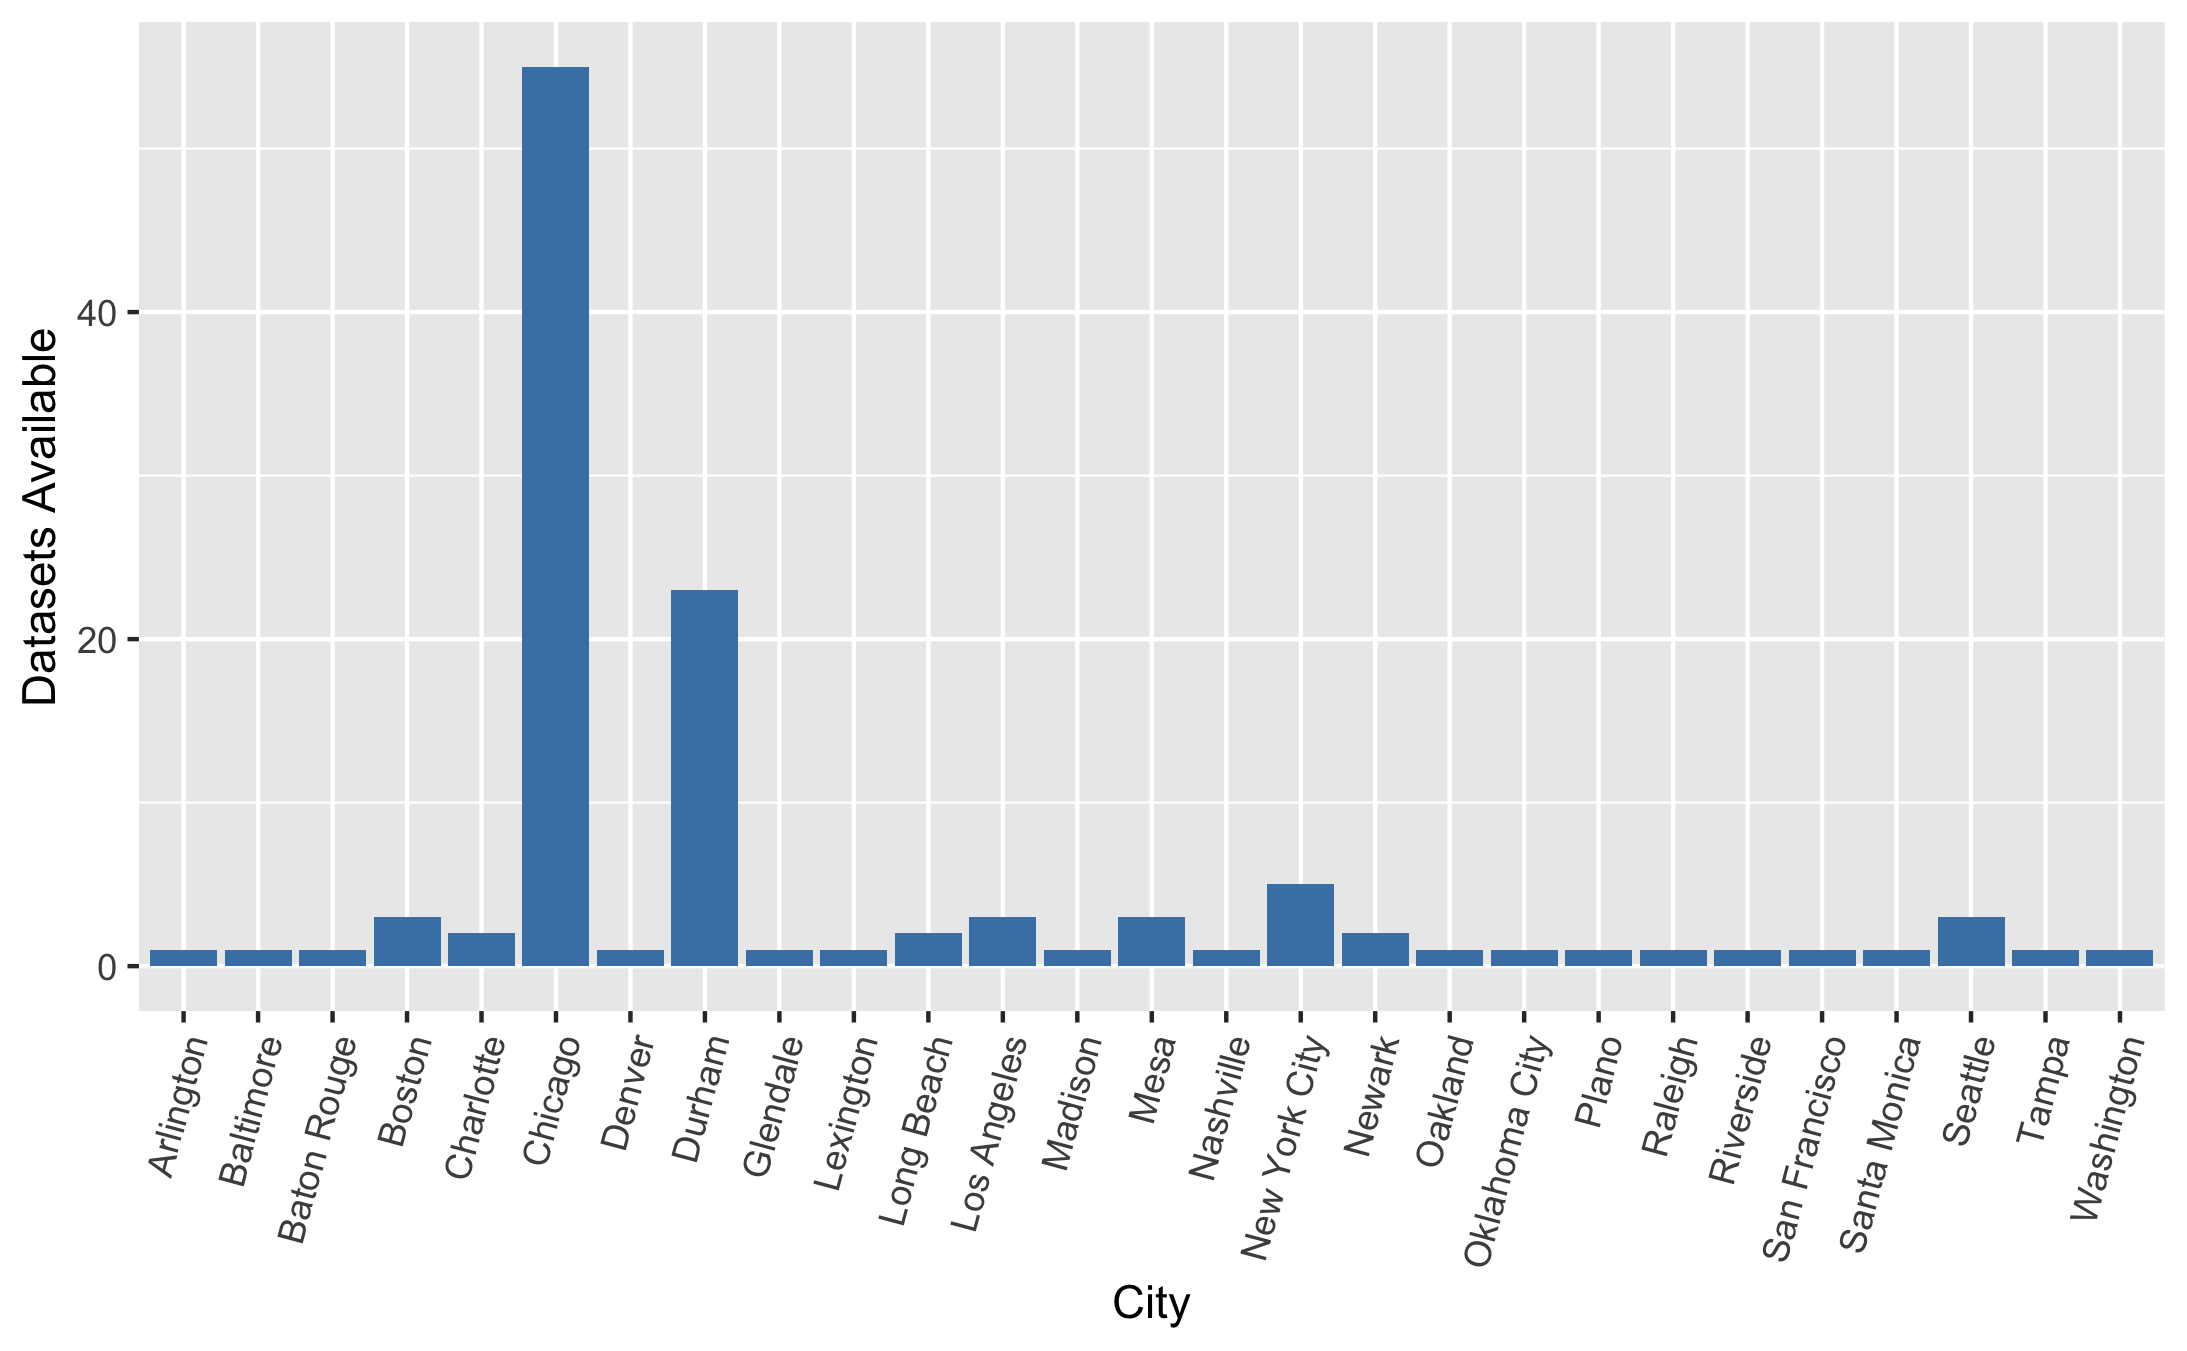 Datasets Available
40
20
0
Arlington
Baltimore
Baton Rouge
Boston
Charlotte
Chicago
Denver
Durham
Glendale
Lexington
Long Beach
Los Angeles
Madison
Mesa
Nashville
New York City
Newark
Oakland
Oklahoma City
Plano
Raleigh
Riverside
San Francisco
Santa Monica
Seattle
Tampa
Washington
City